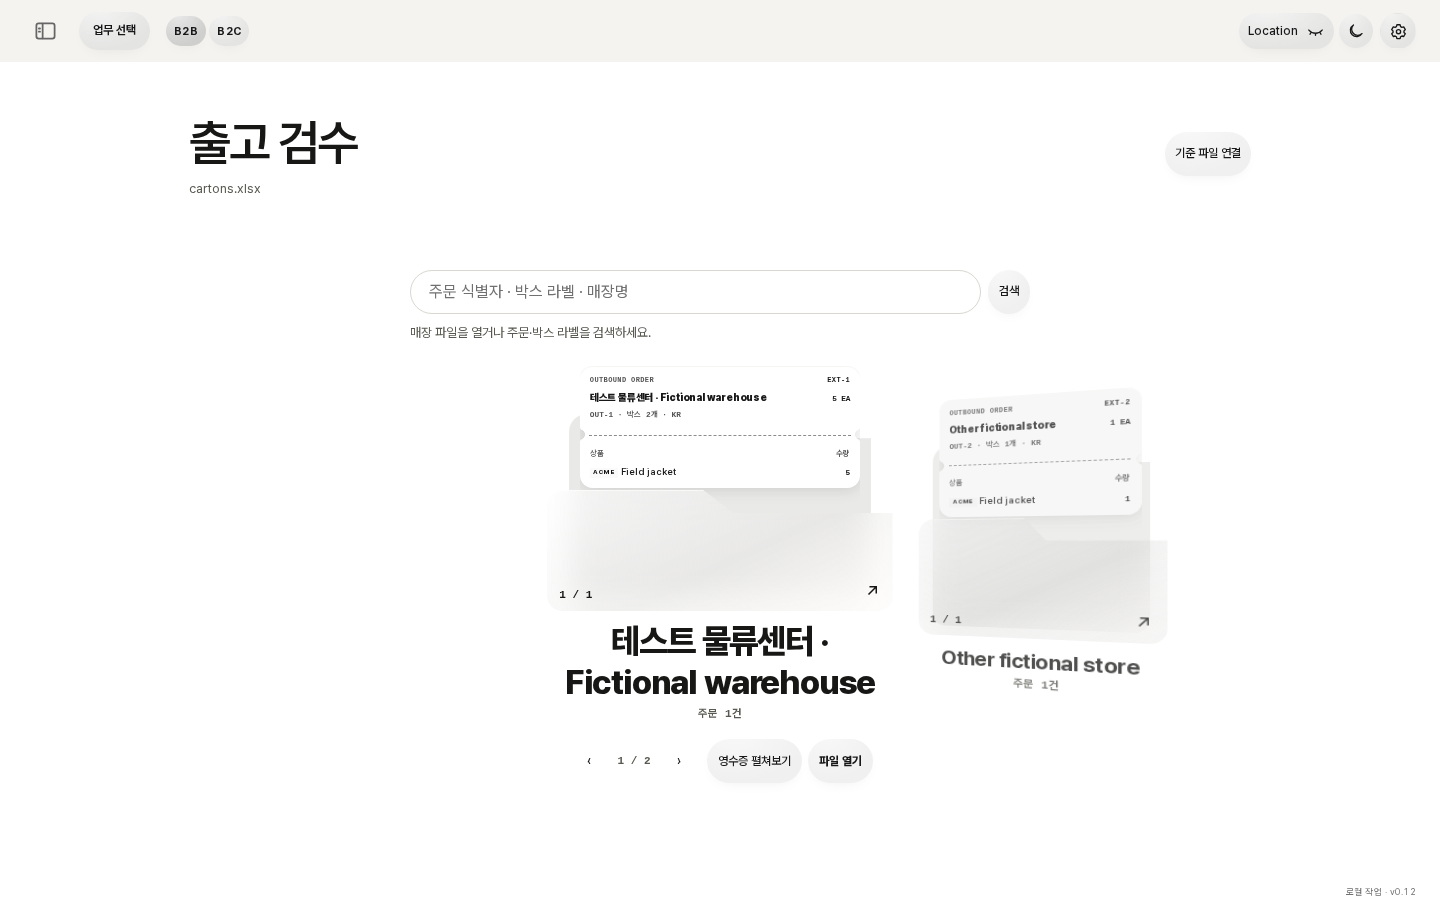 업무 선택
B2B
B2C
Location
출고 검수
cartons.xlsx
기준 파일 연결
주문 식별자 · 박스 라벨 · 매장명
검색
매장 파일을 열거나 주문·박스 라벨을 검색하세요.
OUTBOUND ORDER EXT-1
테스트 물류센터 · Fictional warehouse 5 EA
OUT-1 · 박스 2개 · KR
상품 수량
ACME Field jacket 5
1 / 1
테스트 물류센터 ·
Fictional warehouse
주문 1건
OUTBOUND ORDER EXT-2
Other fictional store 1 EA
OUT-2 · 박스 1개 · KR
상품 수량
ACME Field jacket 1
1 / 1
Other fictional store
주문 1건
‹ 1 / 2 ›
영수증 펼쳐보기
파일 열기
로컬 작업 · v0.12